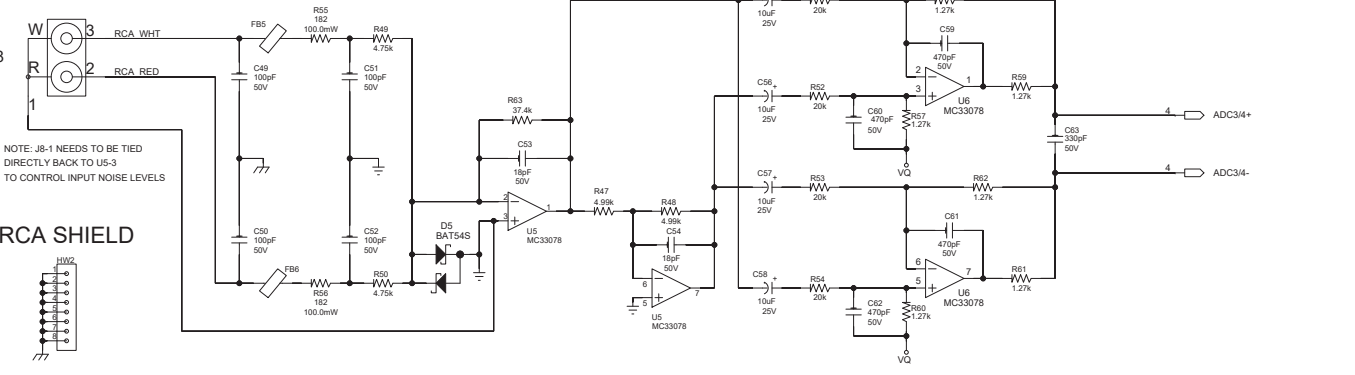 10uF
25V
20k
1.27k
W
3
RCA WHT
FB5
R55
182
100.0mW
R49
4.75k
R
2
RCA RED
1
C49
100pF
50V
C51
100pF
50V
NOTE: J8-1 NEEDS TO BE TIED
DIRECTLY BACK TO U5-3
TO CONTROL INPUT NOISE LEVELS
R63
37.4k
C53
18pF
50V
RCA SHIELD
HW2
1
2
3
4
5
6
7
8
C50
100pF
50V
C52
100pF
50V
FB6
R56
182
100.0mW
R50
4.75k
D5
BAT54S
2
3
1
U5
MC33078
R47
4.99k
R48
4.99k
C54
18pF
50V
6
5
7
U5
MC33078
C59
470pF
50V
C56
+
10uF
25V
R52
20k
2
3
1
U6
MC33078
R59
1.27k
C60
470pF
50V
R57
1.27k
VQ
4
ADC3/4+
C63
330pF
50V
4
ADC3/4-
C57
+
10uF
25V
R53
20k
R62
1.27k
C61
470pF
50V
C58
+
10uF
25V
R54
20k
6
5
7
U6
MC33078
R61
1.27k
C62
470pF
50V
R60
1.27k
VQ